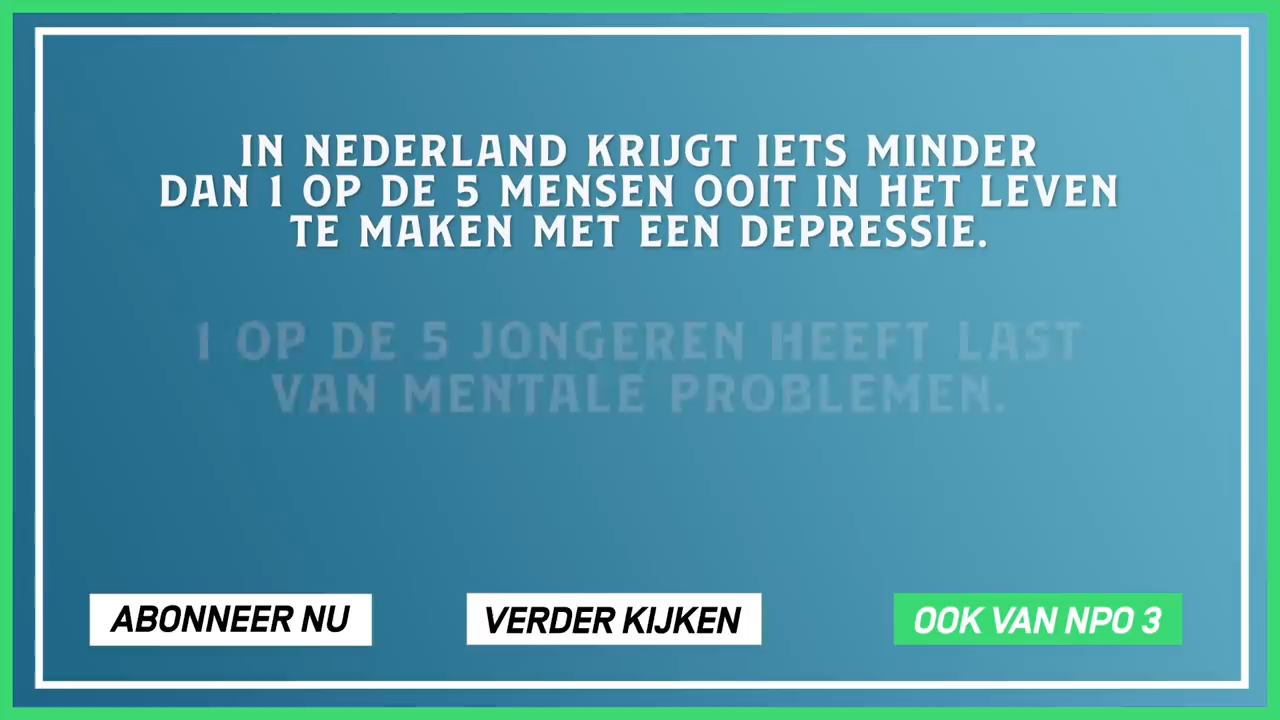 IN NEDERLAND KRIJGT IETS MINDER
DAN 1 OP DE 5 MENSEN OOIT IN HET LEVEN
TE MAKEN MET EEN DEPRESSIE.
1 OP DE 5 JONGEREN HEEFT LAST
VAN MENTALE PROBLEMEN.
ABONNEER NU
VERDER KIJKEN
OOK VAN NPO 3